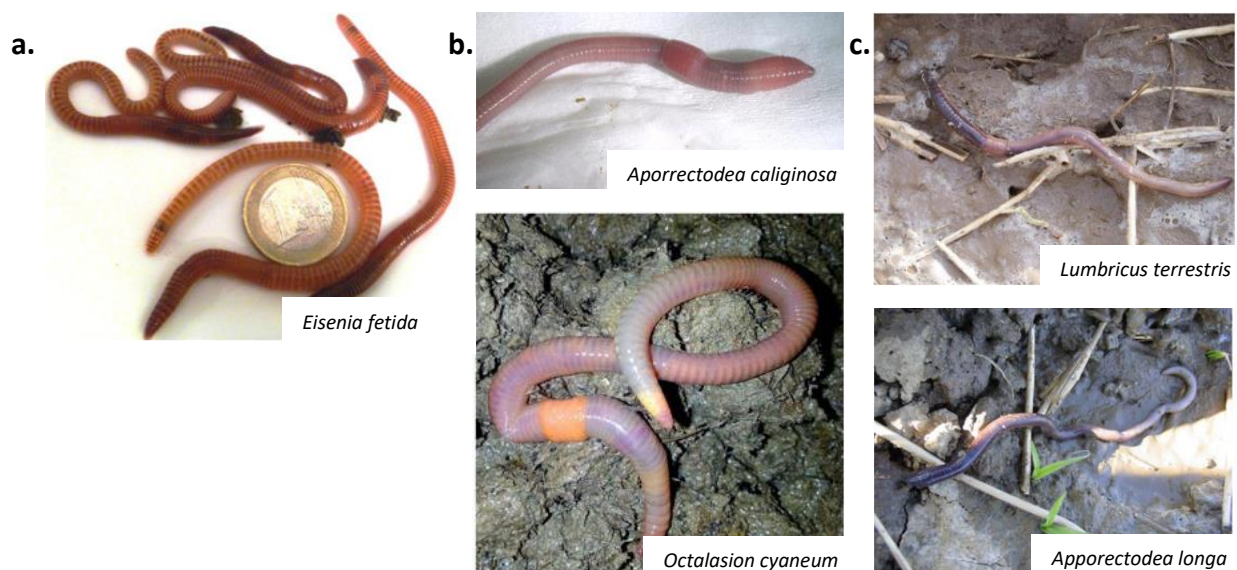 a.
Eisenia fetida
b.
Aporrectodea caliginosa
Octalasion cyaneum
c.
Lumbricus terrestris
Apporectodea longa